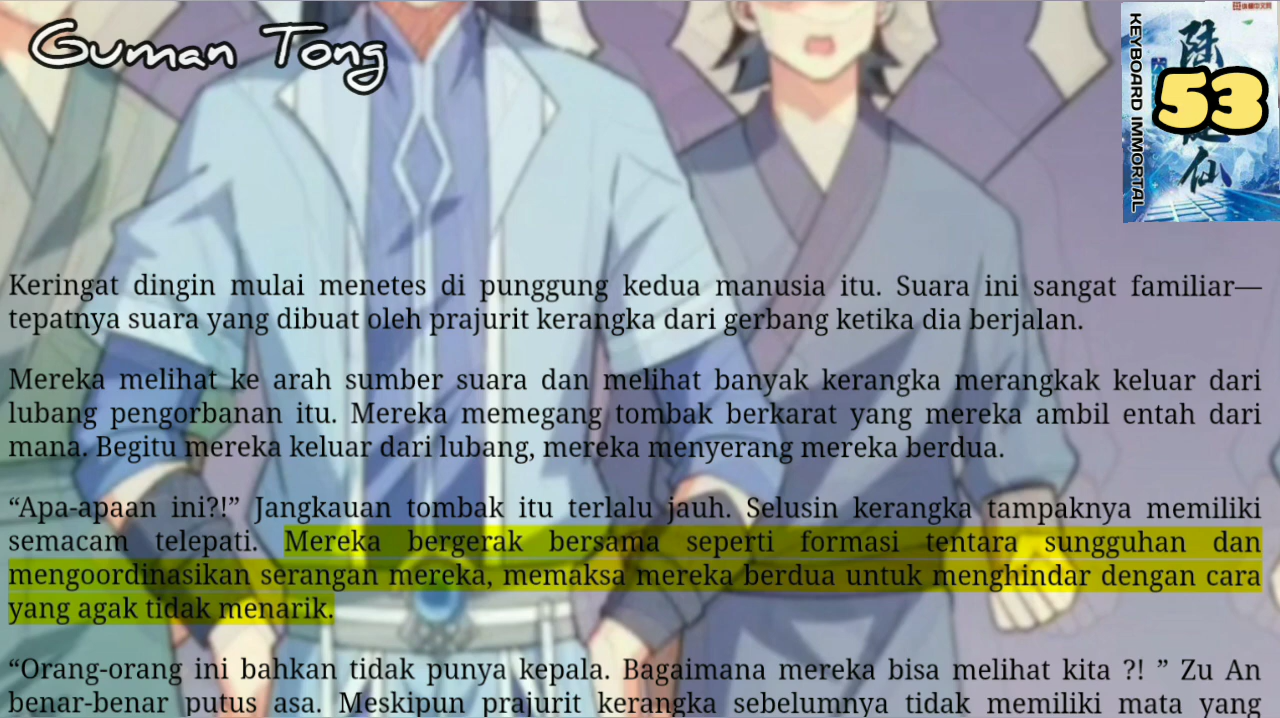 Guman Tong
KEYBOARD IMMORTAL
53
仙
Keringat dingin mulai menetes di punggung kedua manusia itu. Suara ini sangat familiar—
tepatnya suara yang dibuat oleh prajurit kerangka dari gerbang ketika dia berjalan.
Mereka melihat ke arah sumber suara dan melihat banyak kerangka merangkak keluar dari
lubang pengorbanan itu. Mereka memegang tombak berkarat yang mereka ambil entah dari
mana. Begitu mereka keluar dari lubang, mereka menyerang mereka berdua.
“Apa-apaan ini?!” Jangkauan tombak itu terlalu jauh. Selusin kerangka tampaknya memiliki
semacam telepati. Mereka bergerak bersama seperti formasi tentara sungguhan dan
mengoordinasikan serangan mereka, memaksa mereka berdua untuk menghindar dengan cara
yang agak tidak menarik.
“Orang-orang ini bahkan tidak punya kepala. Bagaimana mereka bisa melihat kita ?! ” Zu An
benar-benar putus asa. Meskipun prajurit kerangka sebelumnya tidak memiliki mata yang